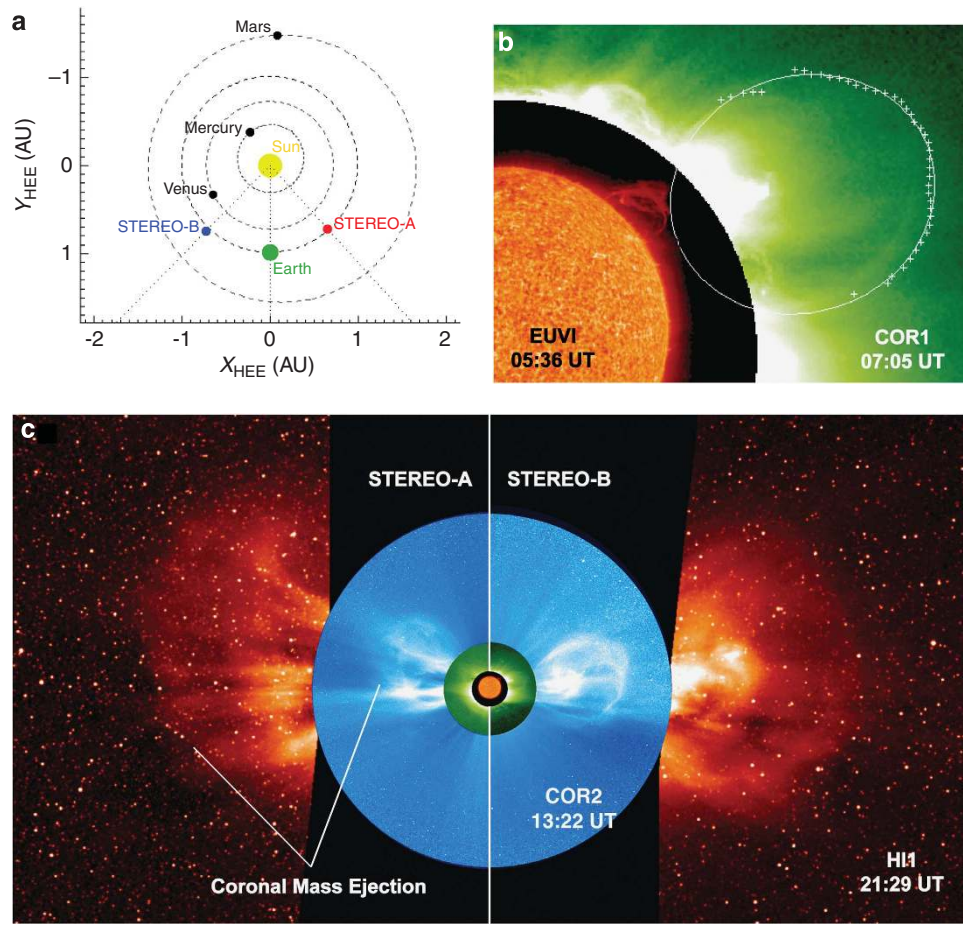 a
Mars
-1
Mercury
Sun
0
Y HEE (AU)
Venus
STEREO-B
STEREO-A
1
Earth
-2
-1
0
1
2
X HEE (AU)
b
EUVI
05:36 UT
COR1
07:05 UT
c
STEREO-A
STEREO-B
COR2
13:22 UT
Coronal Mass Ejection
HI1
21:29 UT